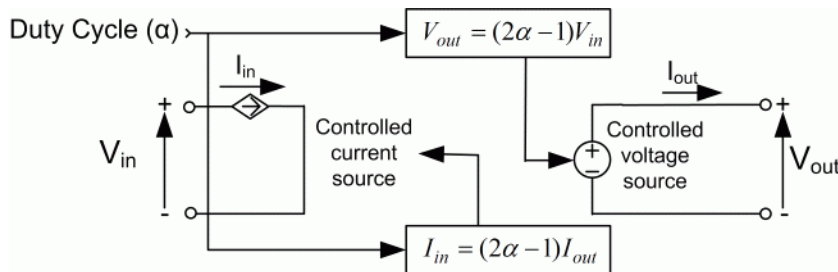 Duty Cycle (α)
V_out = (2α − 1)V_in
I_in
I_out
+
+
V_in
Controlled
current
source
+
−
Controlled
voltage
source
V_out
-
-
I_in = (2α − 1)I_out